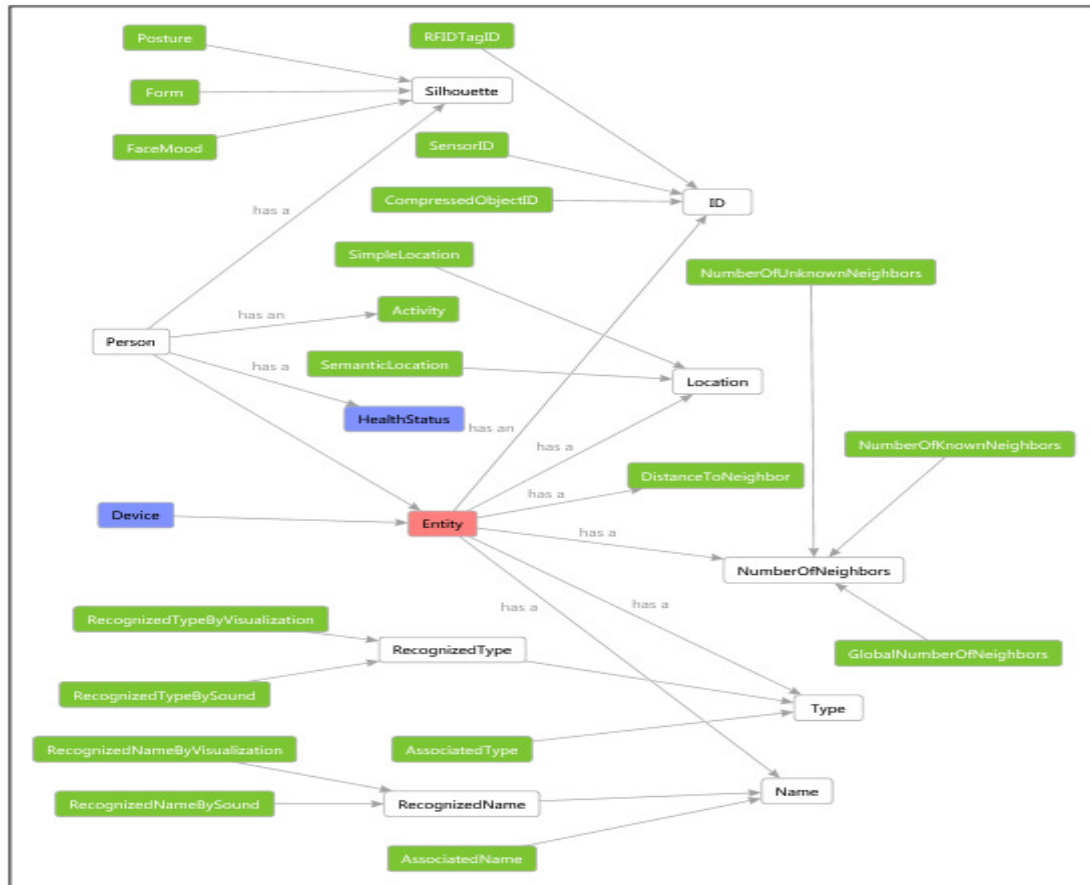 Posture
RFIDTagID
Silhouette
Form
FaceMood
SensorID
CompressedObjectID
ID
has a
SimpleLocation
NumberOfUnknownNeighbors
has an
Activity
Person
has a
SemanticLocation
Location
HealthStatus
has an
has a
NumberOfKnownNeighbors
DistanceToNeighbor
has a
Device
Entity
has a
NumberOfNeighbors
has a
has a
RecognizedTypeByVisualization
RecognizedType
GlobalNumberOfNeighbors
RecognizedTypeBySound
Type
RecognizedNameByVisualization
AssociatedType
Name
RecognizedNameBySound
RecognizedName
AssociatedName